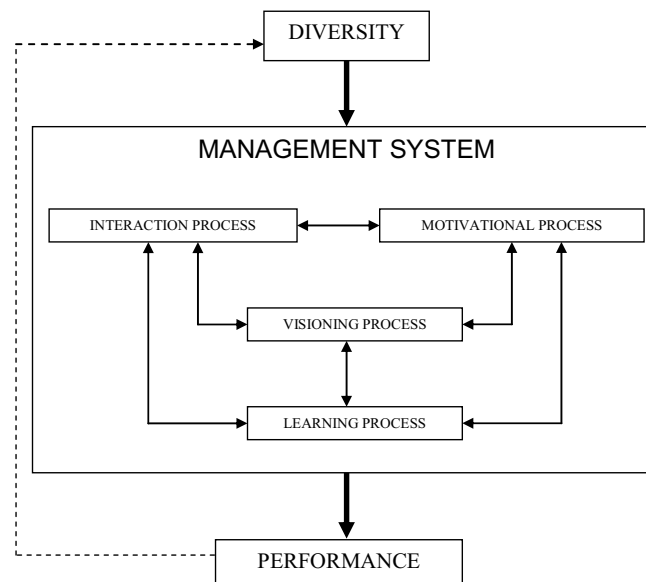 DIVERSITY
MANAGEMENT SYSTEM
INTERACTION PROCESS
MOTIVATIONAL PROCESS
VISIONING PROCESS
LEARNING PROCESS
PERFORMANCE